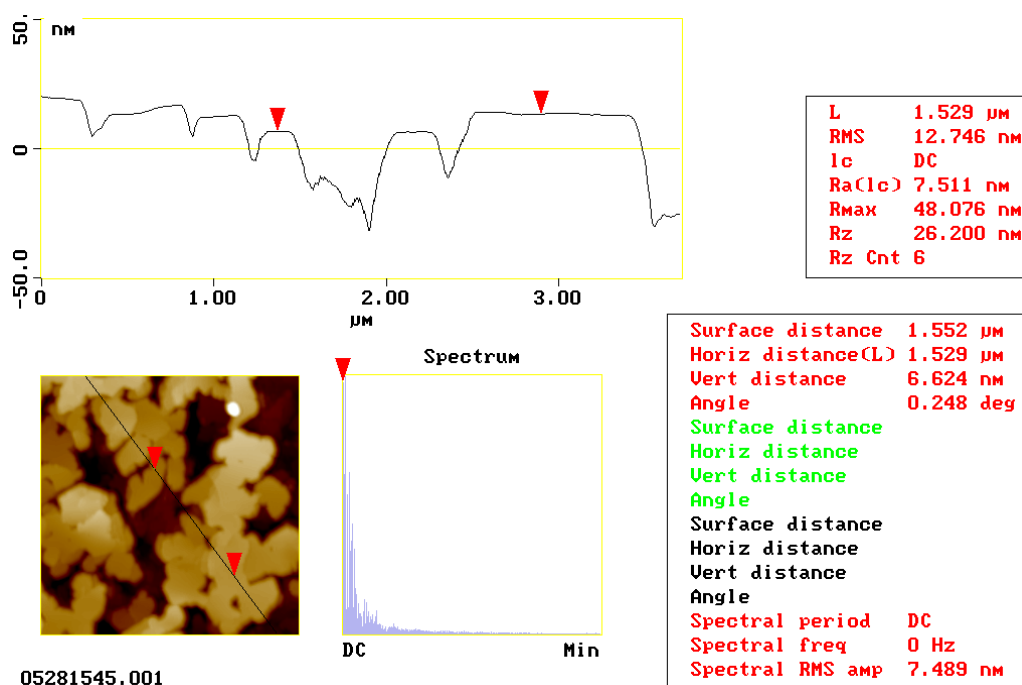 50.
nм
0
-50.0
0 1.00 2.00 3.00
µм
L 1.529 µм
RMS 12.746 nм
lc DC
Ra(lc) 7.511 nм
Rмax 48.076 nм
Rz 26.200 nм
Rz Cnt 6
Surface distance 1.552 µм
Horiz distance(L) 1.529 µм
Vert distance 6.624 nм
Angle 0.248 deg
Surface distance
Horiz distance
Vert distance
Angle
Surface distance
Horiz distance
Vert distance
Angle
Spectral period DC
Spectral freq 0 Hz
Spectral RMS amp 7.489 nм
Spectruм
DC Min
05281545.001